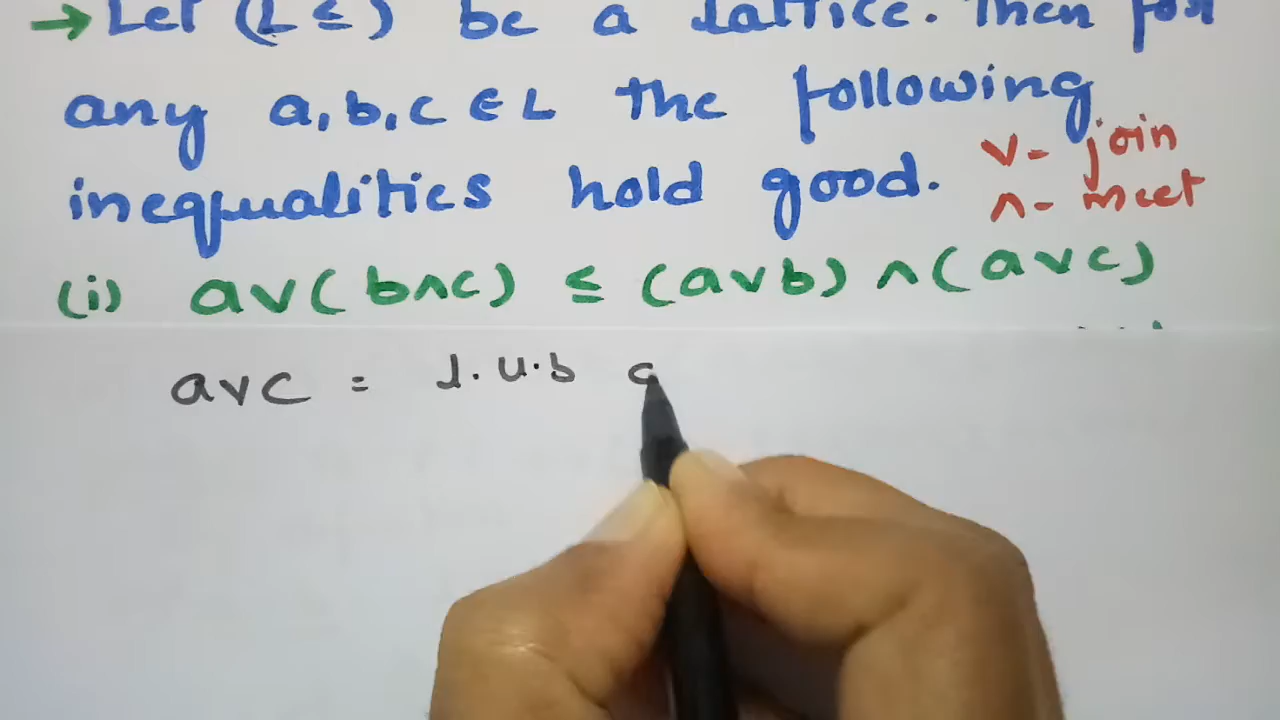 → Let (L ≤) be a lattice. Then for
any a, b, c ∈ L the following
inequalities hold good.
v - join
ʌ - meet
(i) a v (b ʌ c) ≤ (a v b) ʌ (a v c)
a v c = l.u.b